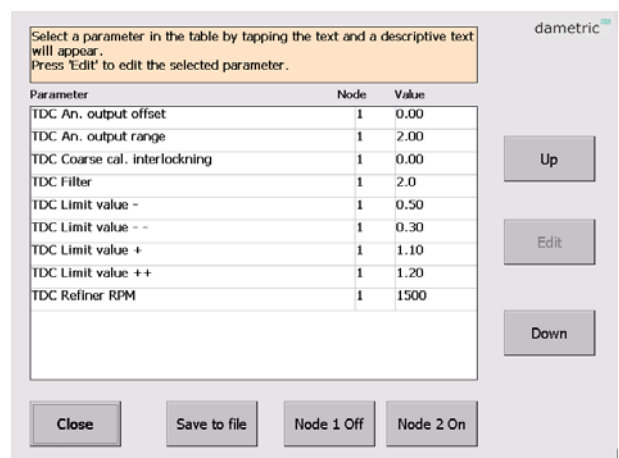 Select a parameter in the table by tapping the text and a descriptive text
will appear.
Press 'Edit' to edit the selected parameter.
dametric
Parameter Node Value
TDC An. output offset 1 0.00
TDC An. output range 1 2.00
TDC Coarse cal. interlockning 1 0.00
TDC Filter 1 2.0
TDC Limit value - 1 0.50
TDC Limit value - - 1 0.30
TDC Limit value + 1 1.10
TDC Limit value ++ 1 1.20
TDC Refiner RPM 1 1500
Up
Edit
Down
Close Save to file Node 1 Off Node 2 On